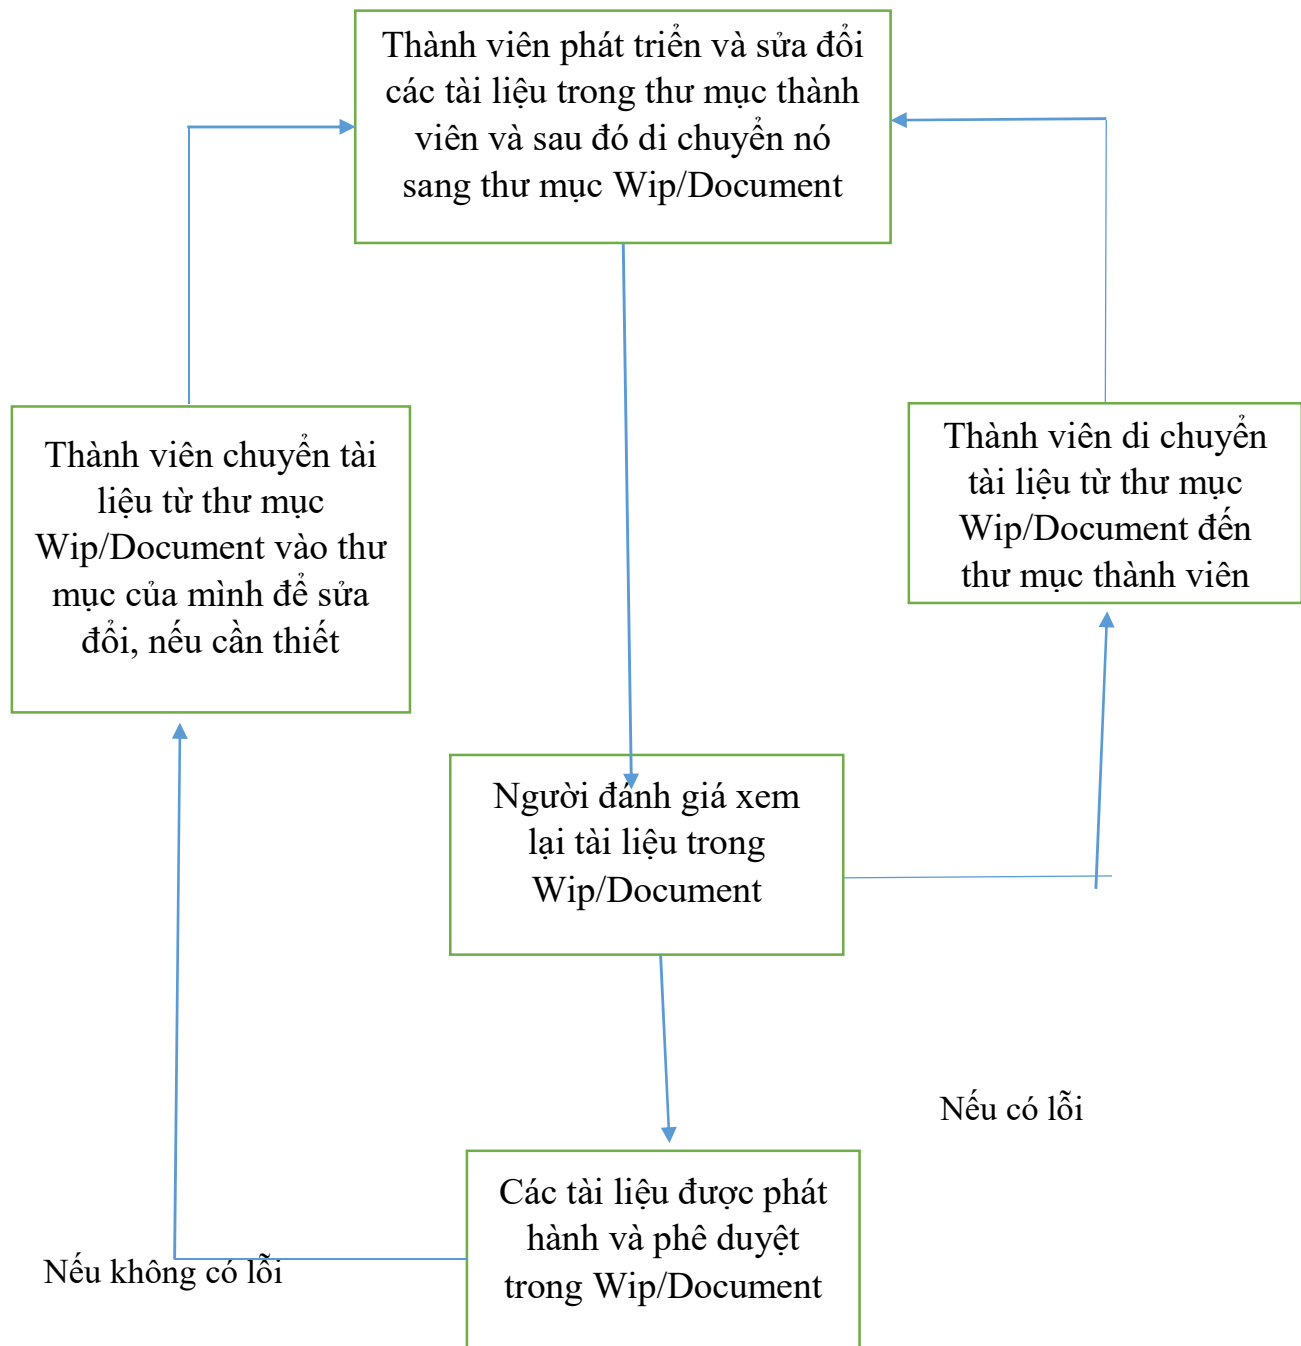 Thành viên phát triển và sửa đổi
các tài liệu trong thư mục thành
viên và sau đó di chuyển nó
sang thư mục Wip/Document
Thành viên chuyển tài
liệu từ thư mục
Wip/Document vào thư
mục của mình để sửa
đổi, nếu cần thiết
Thành viên di chuyển
tài liệu từ thư mục
Wip/Document đến
thư mục thành viên
Người đánh giá xem
lại tài liệu trong
Wip/Document
Nếu có lỗi
Các tài liệu được phát
hành và phê duyệt
trong Wip/Document
Nếu không có lỗi